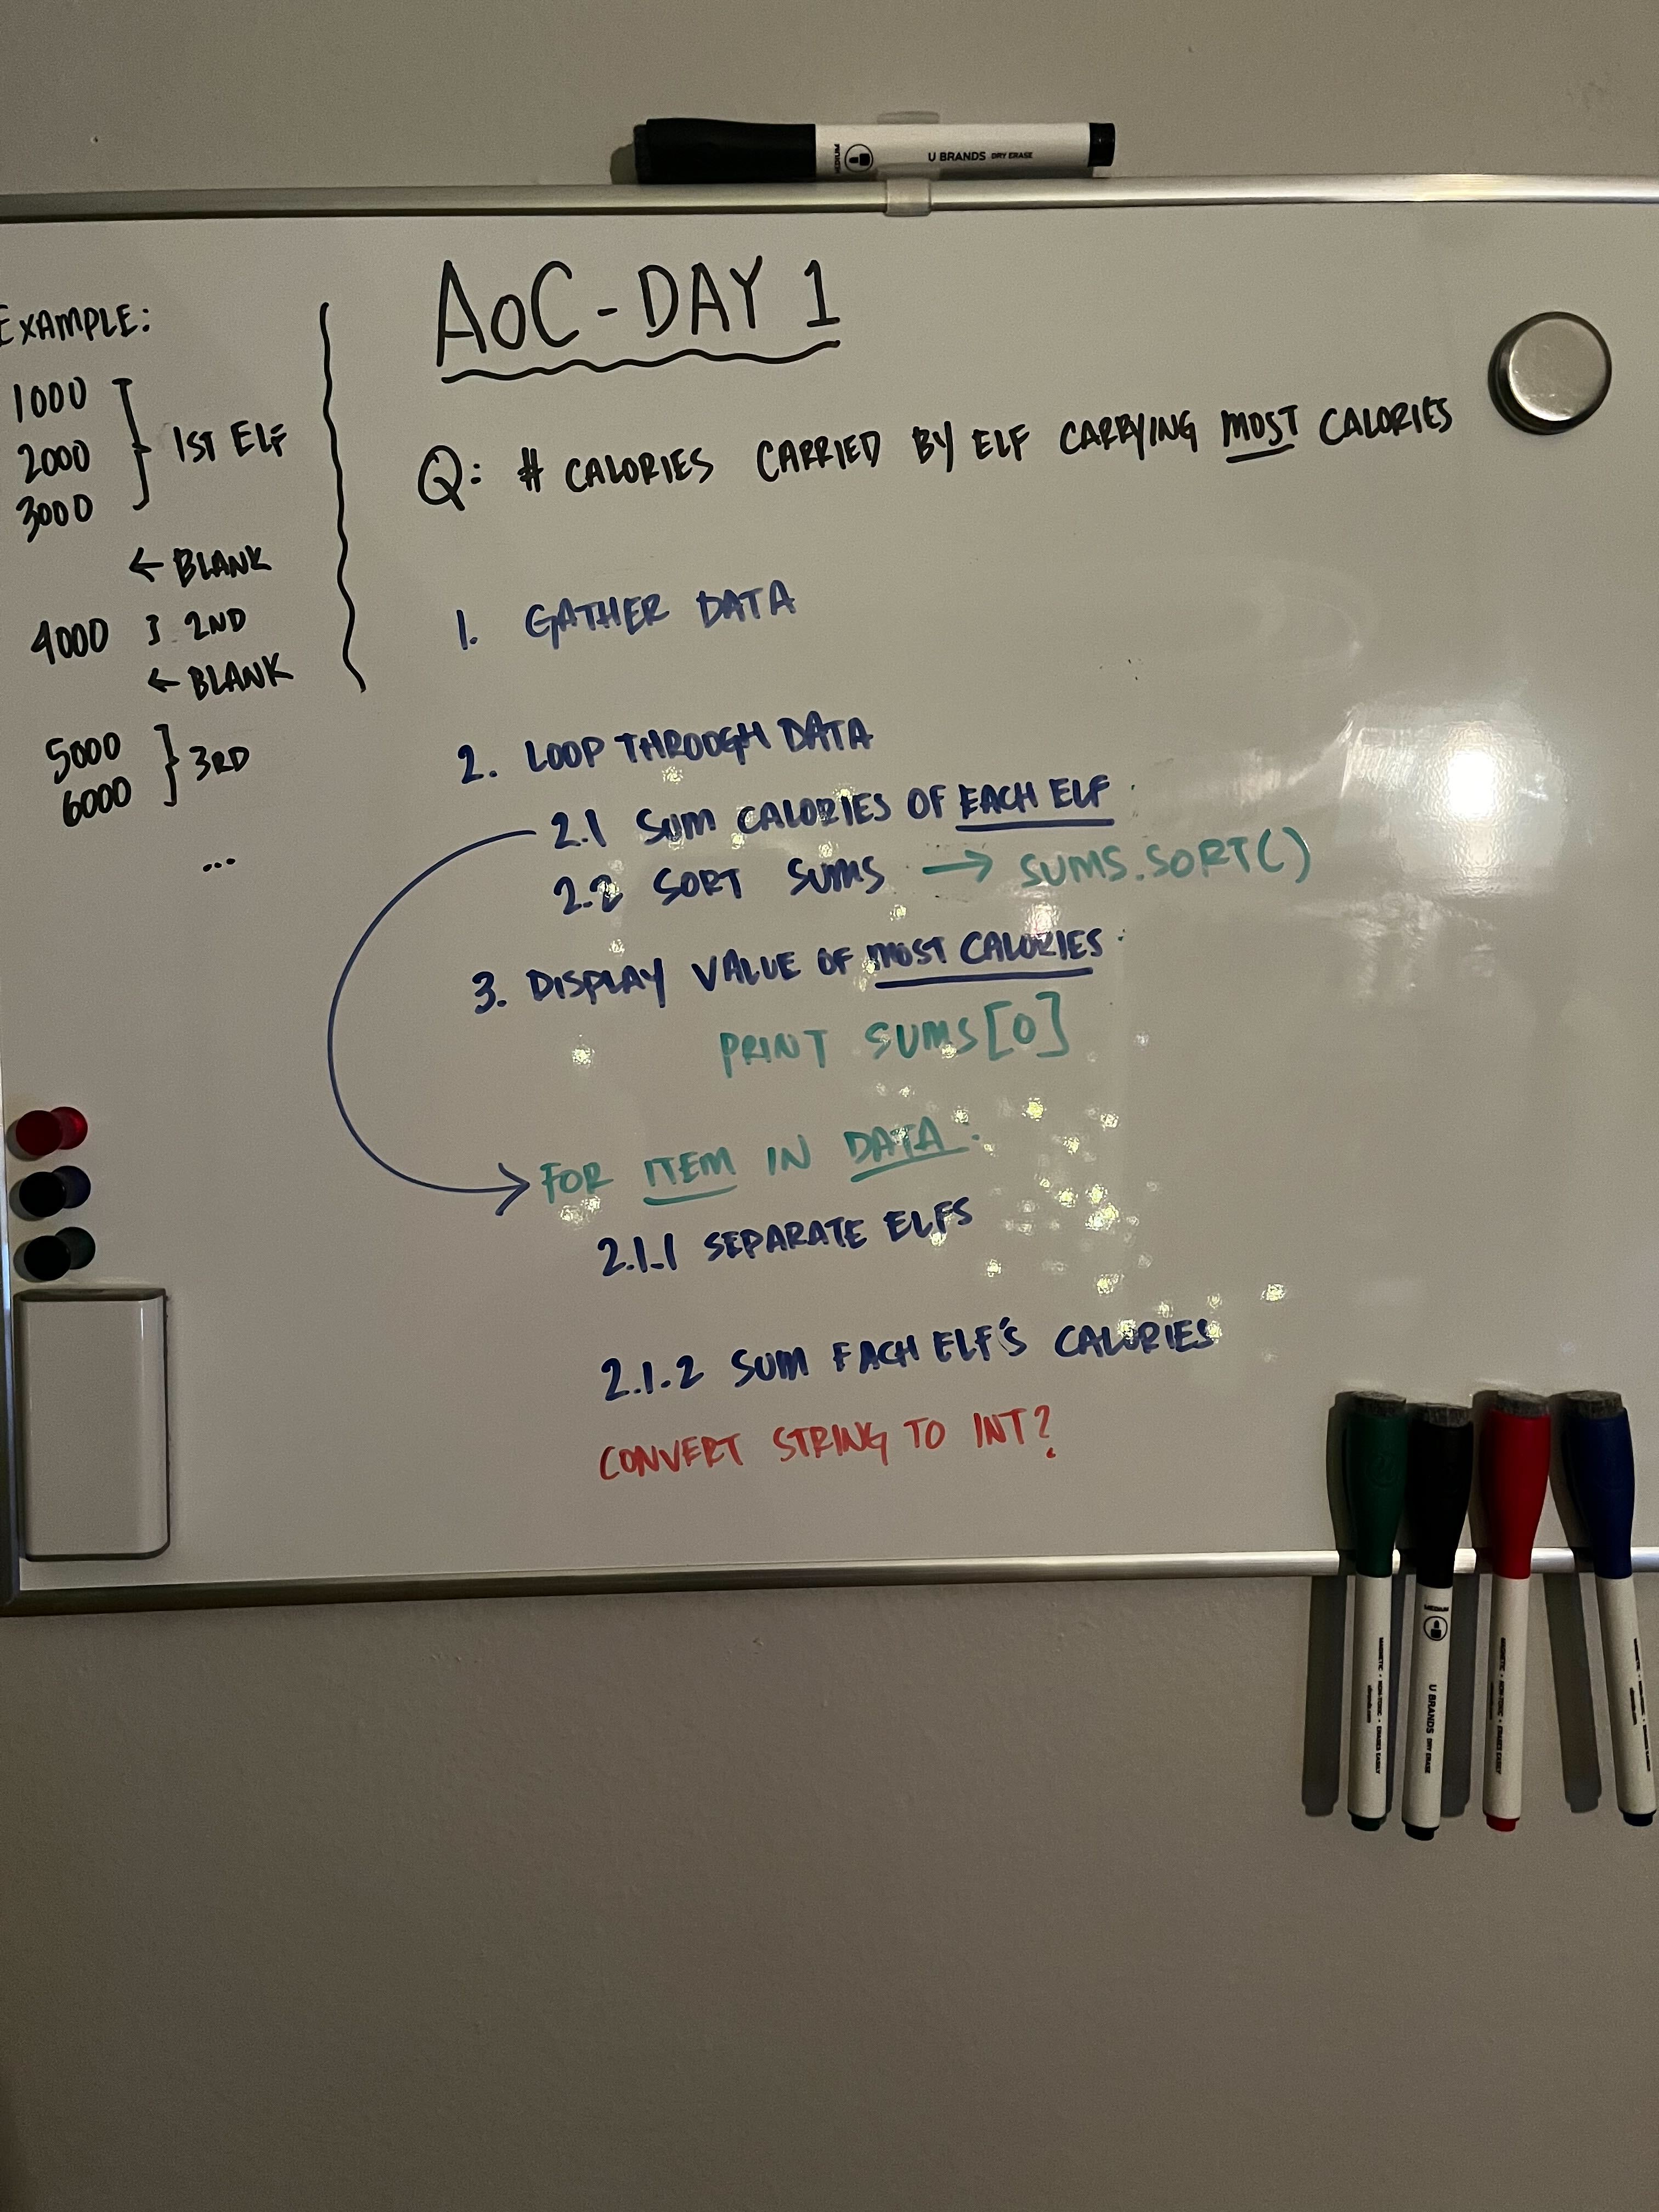 MEDIUM
U BRANDS DRY ERASE
EXAMPLE:
1000
2000
3000
1ST ELF
← BLANK
4000 ] 2ND
← BLANK
5000
6000
3RD
...
AoC - DAY 1
Q: # CALORIES CARRIED BY ELF CARRYING MOST CALORIES
1. GATHER DATA
2. LOOP THROUGH DATA
2.1 SUM CALORIES OF EACH ELF
2.2 SORT SUMS → SUMS.SORT()
3. DISPLAY VALUE OF MOST CALORIES
PRINT SUMS[0]
FOR ITEM IN DATA:
2.1.1 SEPARATE ELFS
2.1.2 SUM EACH ELF'S CALORIES
CONVERT STRING TO INT?
MEDIUM
U BRANDS DRY ERASE